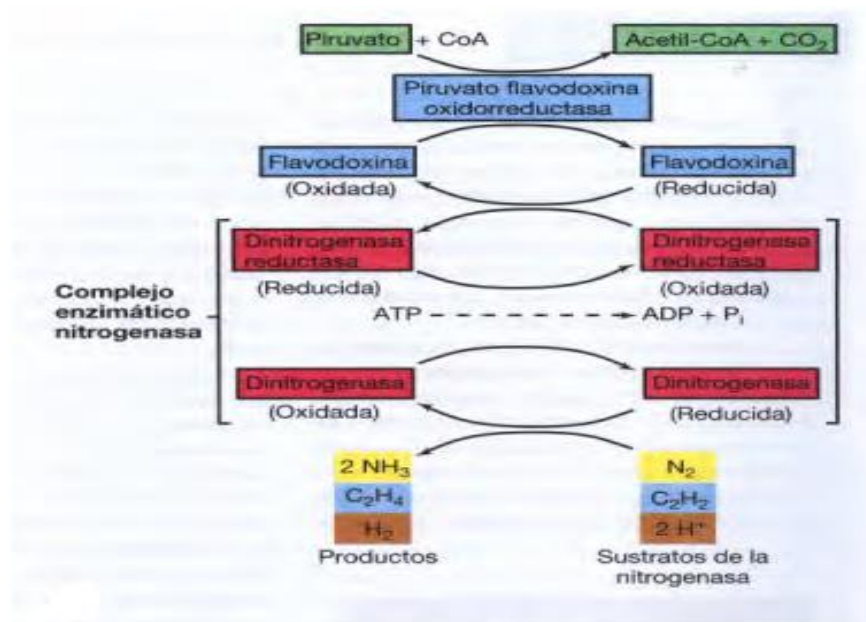 Piruvato + CoA
Acetil-CoA + CO₂
Piruvato flavodoxina
oxidorreductasa
Flavodoxina
(Oxidada)
Flavodoxina
(Reducida)
Dinitrogenasa
reductasa
(Reducida)
Dinitrogenasa
reductasa
(Oxidada)
Complejo
enzimático
nitrogenasa
ATP
ADP + Pᵢ
Dinitrogenasa
(Oxidada)
Dinitrogenasa
(Reducida)
2 NH₃
C₂H₄
H₂
Productos
N₂
C₂H₂
2 H⁺
Sustratos de la
nitrogenasa